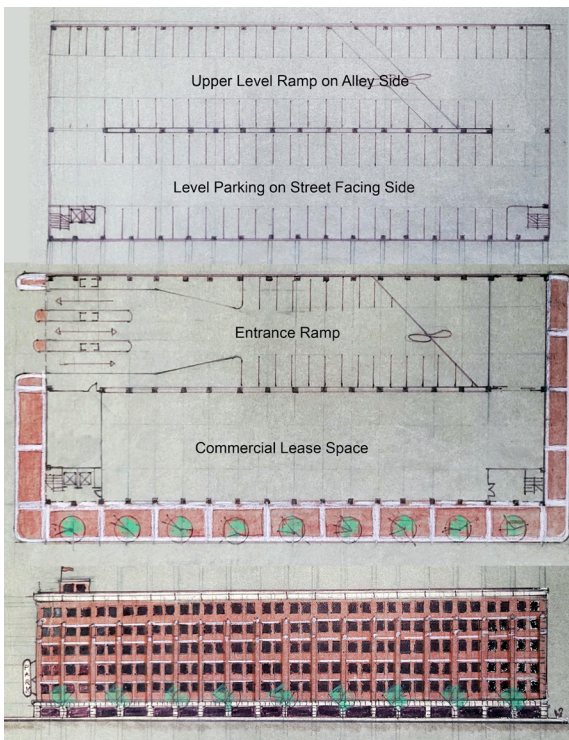 Upper Level Ramp on Alley Side
Level Parking on Street Facing Side
Entrance Ramp
Commercial Lease Space